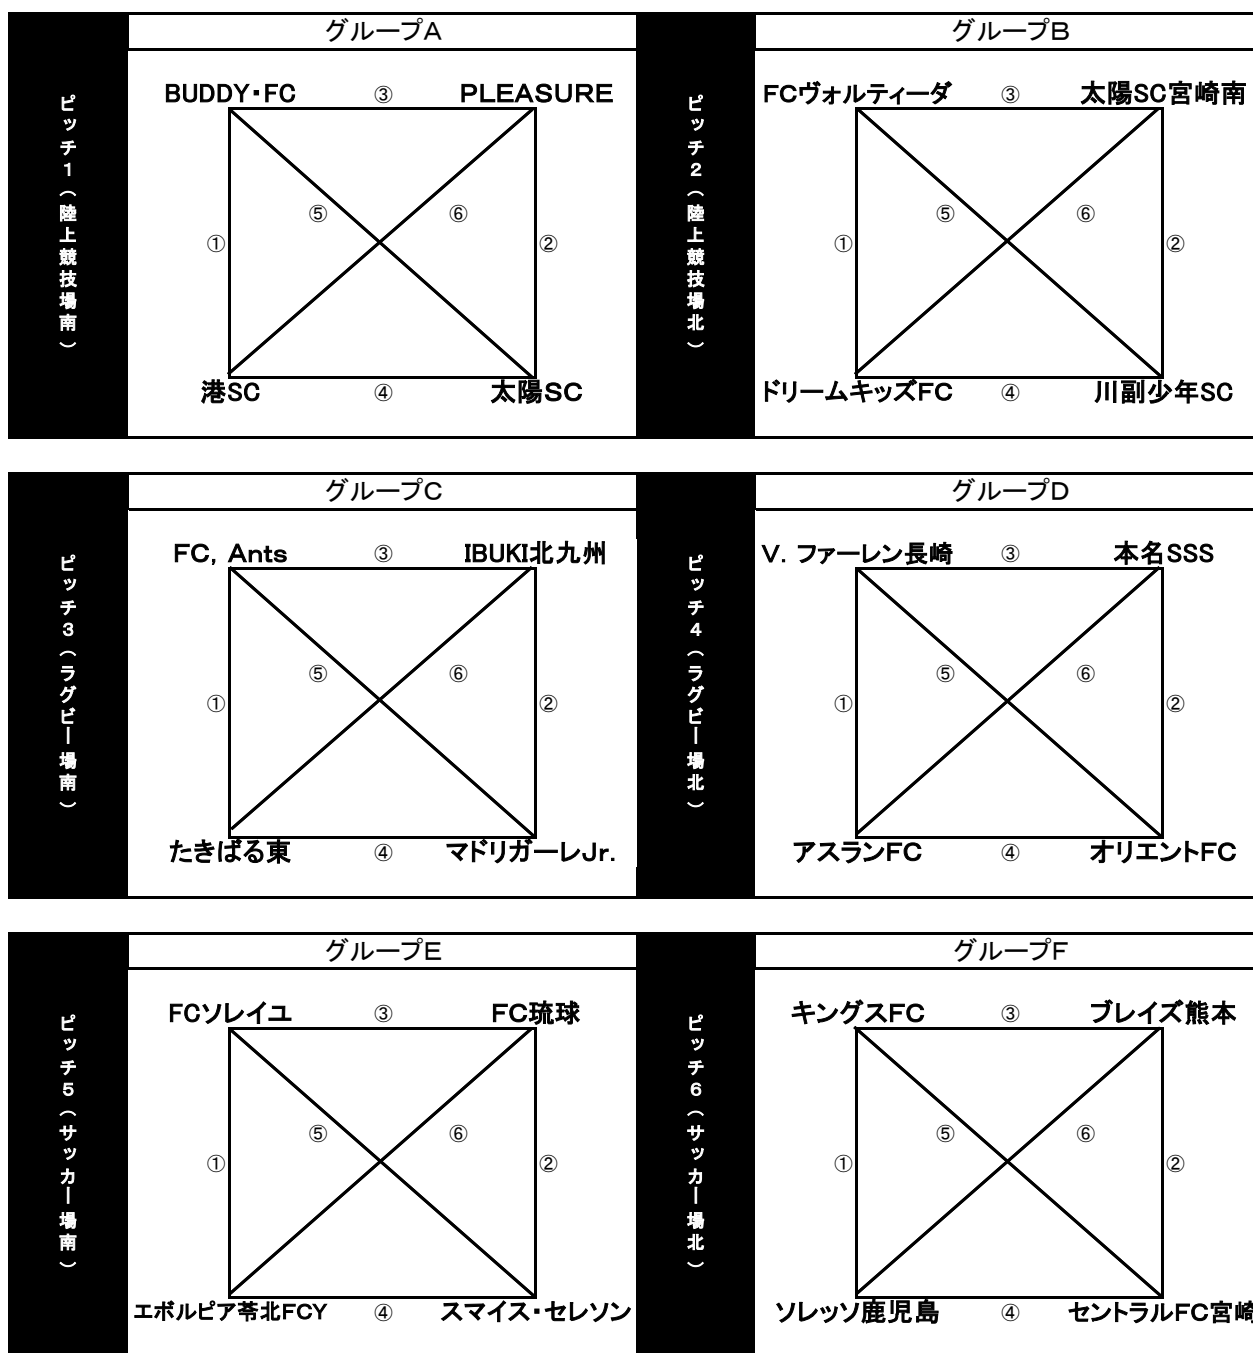 グループA
ピッチ1（陸上競技場南）
BUDDY・FC ③ PLEASURE
⑤ ⑥
① ②
港SC ④ 太陽SC
グループB
ピッチ2（陸上競技場北）
FCヴォルティーダ ③ 太陽SC宮崎南
⑤ ⑥
① ②
ドリームキッズFC ④ 川副少年SC
グループC
ピッチ3（ラグビー場南）
FC, Ants ③ IBUKI北九州
⑤ ⑥
① ②
たきばる東 ④ マドリガーレJr.
グループD
ピッチ4（ラグビー場北）
V. ファーレン長崎 ③ 本名SSS
⑤ ⑥
① ②
アスランFC ④ オリエントFC
グループE
ピッチ5（サッカー場南）
FCソレイユ ③ FC琉球
⑤ ⑥
① ②
エボルピア苓北FCY ④ スマイス・セレソン
グループF
ピッチ6（サッカー場北）
キングスFC ③ ブレイズ熊本
⑤ ⑥
① ②
ソレッソ鹿児島 ④ セントラルFC宮崎